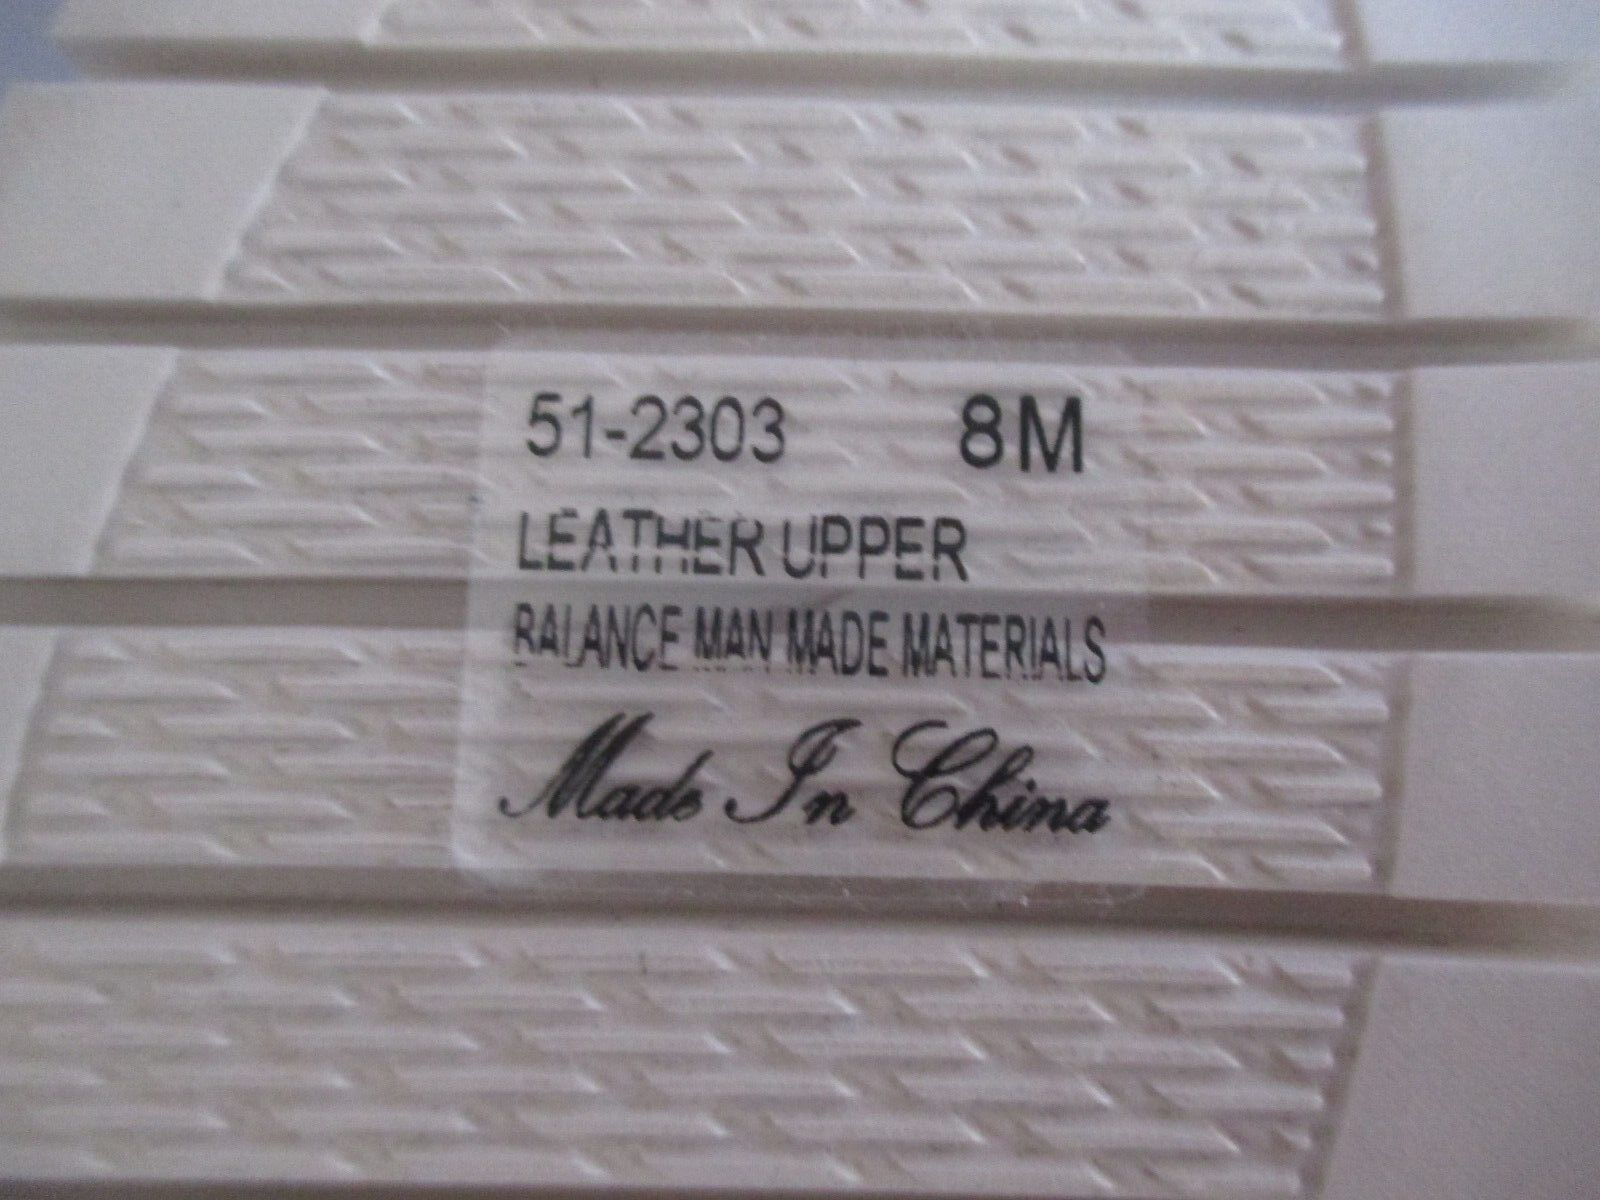 51-2303 8M
LEATHER UPPER
BALANCE MAN MADE MATERIALS
Made In China